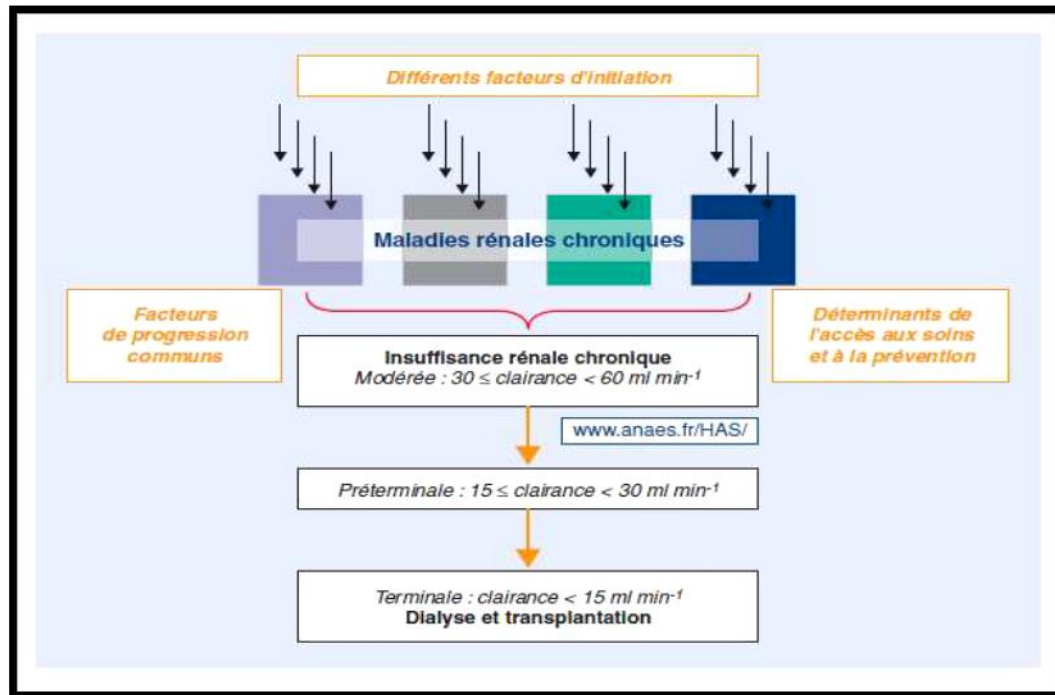 Différents facteurs d'initiation
Maladies rénales chroniques
Facteurs
de progression
communs
Déterminants de
l'accès aux soins
et à la prévention
Insuffisance rénale chronique
Modérée : 30 ≤ clairance < 60 ml min⁻¹
www.anaes.fr/HAS/
Préterminale : 15 ≤ clairance < 30 ml min⁻¹
Terminale : clairance < 15 ml min⁻¹
Dialyse et transplantation